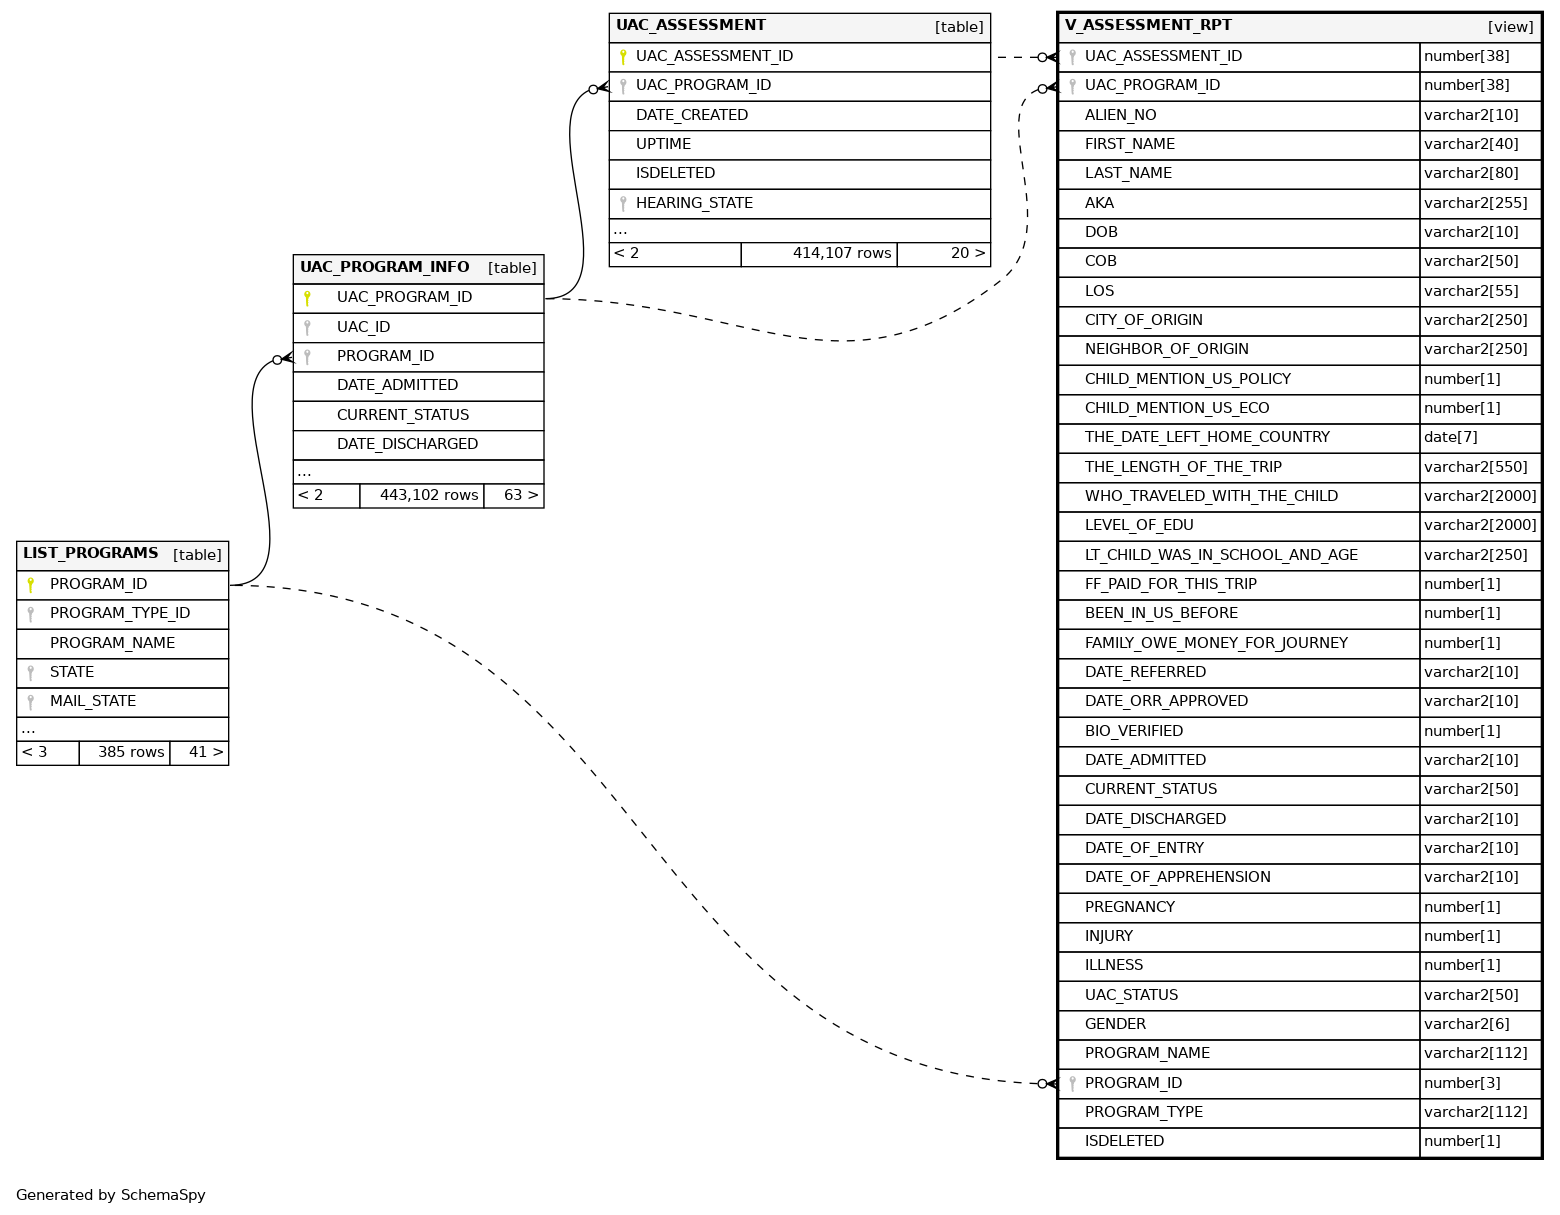 UAC_ASSESSMENT [table]
UAC_ASSESSMENT_ID
UAC_PROGRAM_ID
DATE_CREATED
UPTIME
ISDELETED
HEARING_STATE
...
< 2 414,107 rows 20 >
UAC_PROGRAM_INFO [table]
UAC_PROGRAM_ID
UAC_ID
PROGRAM_ID
DATE_ADMITTED
CURRENT_STATUS
DATE_DISCHARGED
...
< 2 443,102 rows 63 >
LIST_PROGRAMS [table]
PROGRAM_ID
PROGRAM_TYPE_ID
PROGRAM_NAME
STATE
MAIL_STATE
...
< 3 385 rows 41 >
V_ASSESSMENT_RPT [view]
UAC_ASSESSMENT_ID number[38]
UAC_PROGRAM_ID number[38]
ALIEN_NO varchar2[10]
FIRST_NAME varchar2[40]
LAST_NAME varchar2[80]
AKA varchar2[255]
DOB varchar2[10]
COB varchar2[50]
LOS varchar2[55]
CITY_OF_ORIGIN varchar2[250]
NEIGHBOR_OF_ORIGIN varchar2[250]
CHILD_MENTION_US_POLICY number[1]
CHILD_MENTION_US_ECO number[1]
THE_DATE_LEFT_HOME_COUNTRY date[7]
THE_LENGTH_OF_THE_TRIP varchar2[550]
WHO_TRAVELED_WITH_THE_CHILD varchar2[2000]
LEVEL_OF_EDU varchar2[2000]
LT_CHILD_WAS_IN_SCHOOL_AND_AGE varchar2[250]
FF_PAID_FOR_THIS_TRIP number[1]
BEEN_IN_US_BEFORE number[1]
FAMILY_OWE_MONEY_FOR_JOURNEY number[1]
DATE_REFERRED varchar2[10]
DATE_ORR_APPROVED varchar2[10]
BIO_VERIFIED number[1]
DATE_ADMITTED varchar2[10]
CURRENT_STATUS varchar2[50]
DATE_DISCHARGED varchar2[10]
DATE_OF_ENTRY varchar2[10]
DATE_OF_APPREHENSION varchar2[10]
PREGNANCY number[1]
INJURY number[1]
ILLNESS number[1]
UAC_STATUS varchar2[50]
GENDER varchar2[6]
PROGRAM_NAME varchar2[112]
PROGRAM_ID number[3]
PROGRAM_TYPE varchar2[112]
ISDELETED number[1]
Generated by SchemaSpy